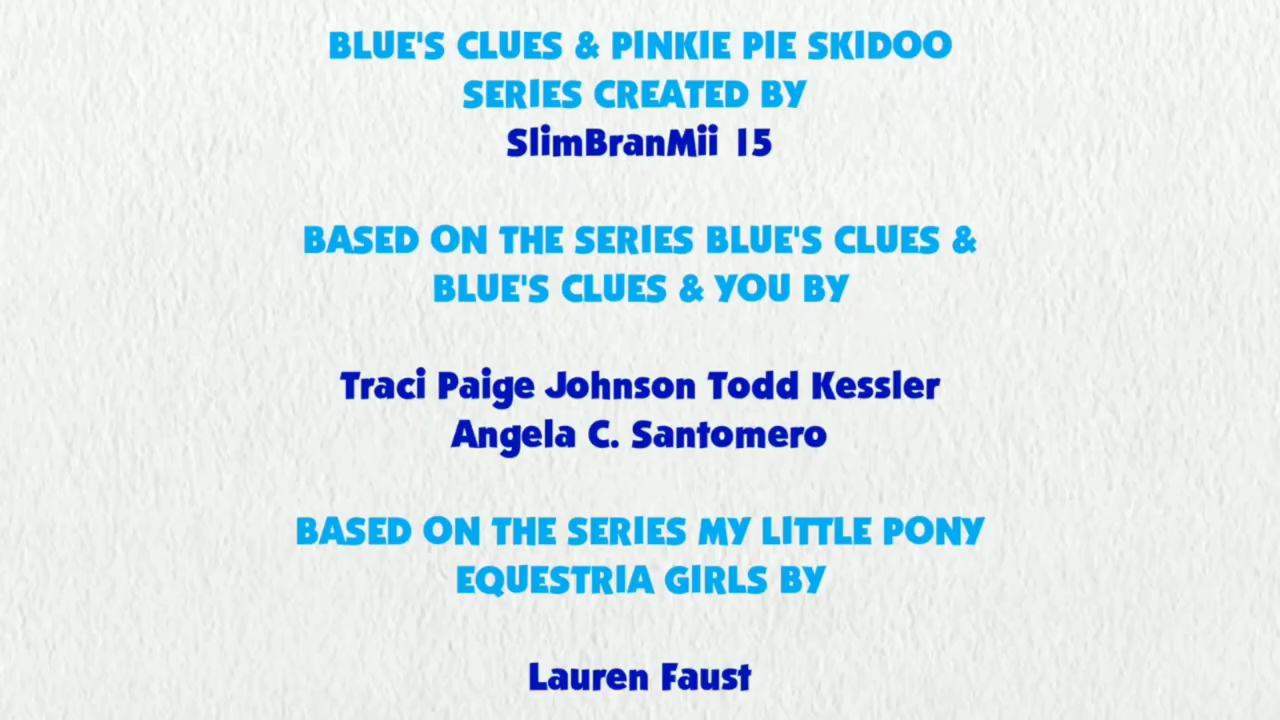 BLUE'S CLUES & PINKIE PIE SKIDOO
SERIES CREATED BY
SlimBranMii 15
BASED ON THE SERIES BLUE'S CLUES &
BLUE'S CLUES & YOU BY
Traci Paige Johnson Todd Kessler
Angela C. Santomero
BASED ON THE SERIES MY LITTLE PONY
EQUESTRIA GIRLS BY
Lauren Faust